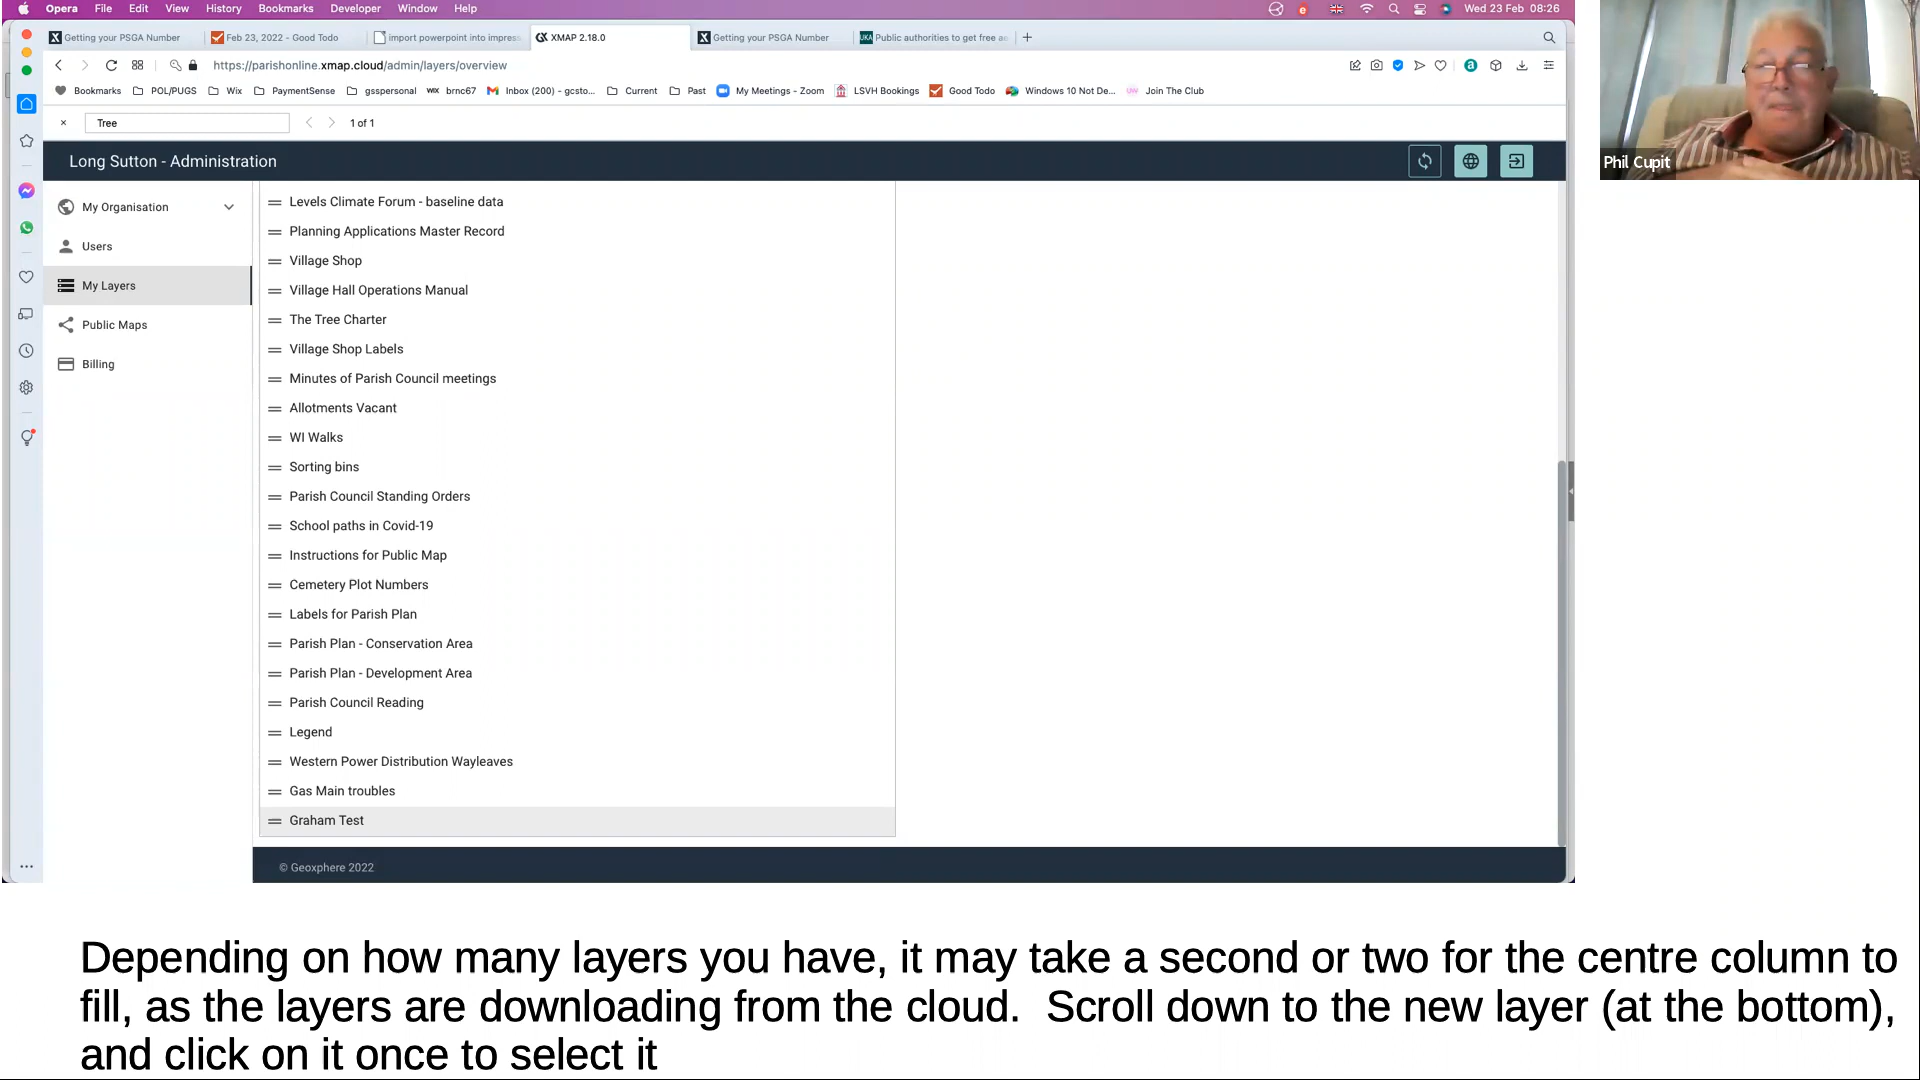 Opera File Edit View History Bookmarks Developer Window Help Wed 23 Feb 08:26
Getting your PSGA Number Feb 23, 2022 - Good Todo import powerpoint into impress XMAP 2.18.0 Getting your PSGA Number Public authorities to get free
https://parishonline.xmap.cloud/admin/layers/overview
Bookmarks POL/PUGS Wix PaymentSense gsspersonal WIX brnc67 Inbox (200) - gcsto... Current Past My Meetings - Zoom LSVH Bookings Good Todo Windows 10 Not De... UW Join The Club
Tree 1 of 1
Long Sutton - Administration
My Organisation
Users
My Layers
Public Maps
Billing
Levels Climate Forum - baseline data
Planning Applications Master Record
Village Shop
Village Hall Operations Manual
The Tree Charter
Village Shop Labels
Minutes of Parish Council meetings
Allotments Vacant
WI Walks
Sorting bins
Parish Council Standing Orders
School paths in Covid-19
Instructions for Public Map
Cemetery Plot Numbers
Labels for Parish Plan
Parish Plan - Conservation Area
Parish Plan - Development Area
Parish Council Reading
Legend
Western Power Distribution Wayleaves
Gas Main troubles
Graham Test
© Geoxphere 2022
Phil Cupit
Depending on how many layers you have, it may take a second or two for the centre column to
fill, as the layers are downloading from the cloud. Scroll down to the new layer (at the bottom),
and click on it once to select it